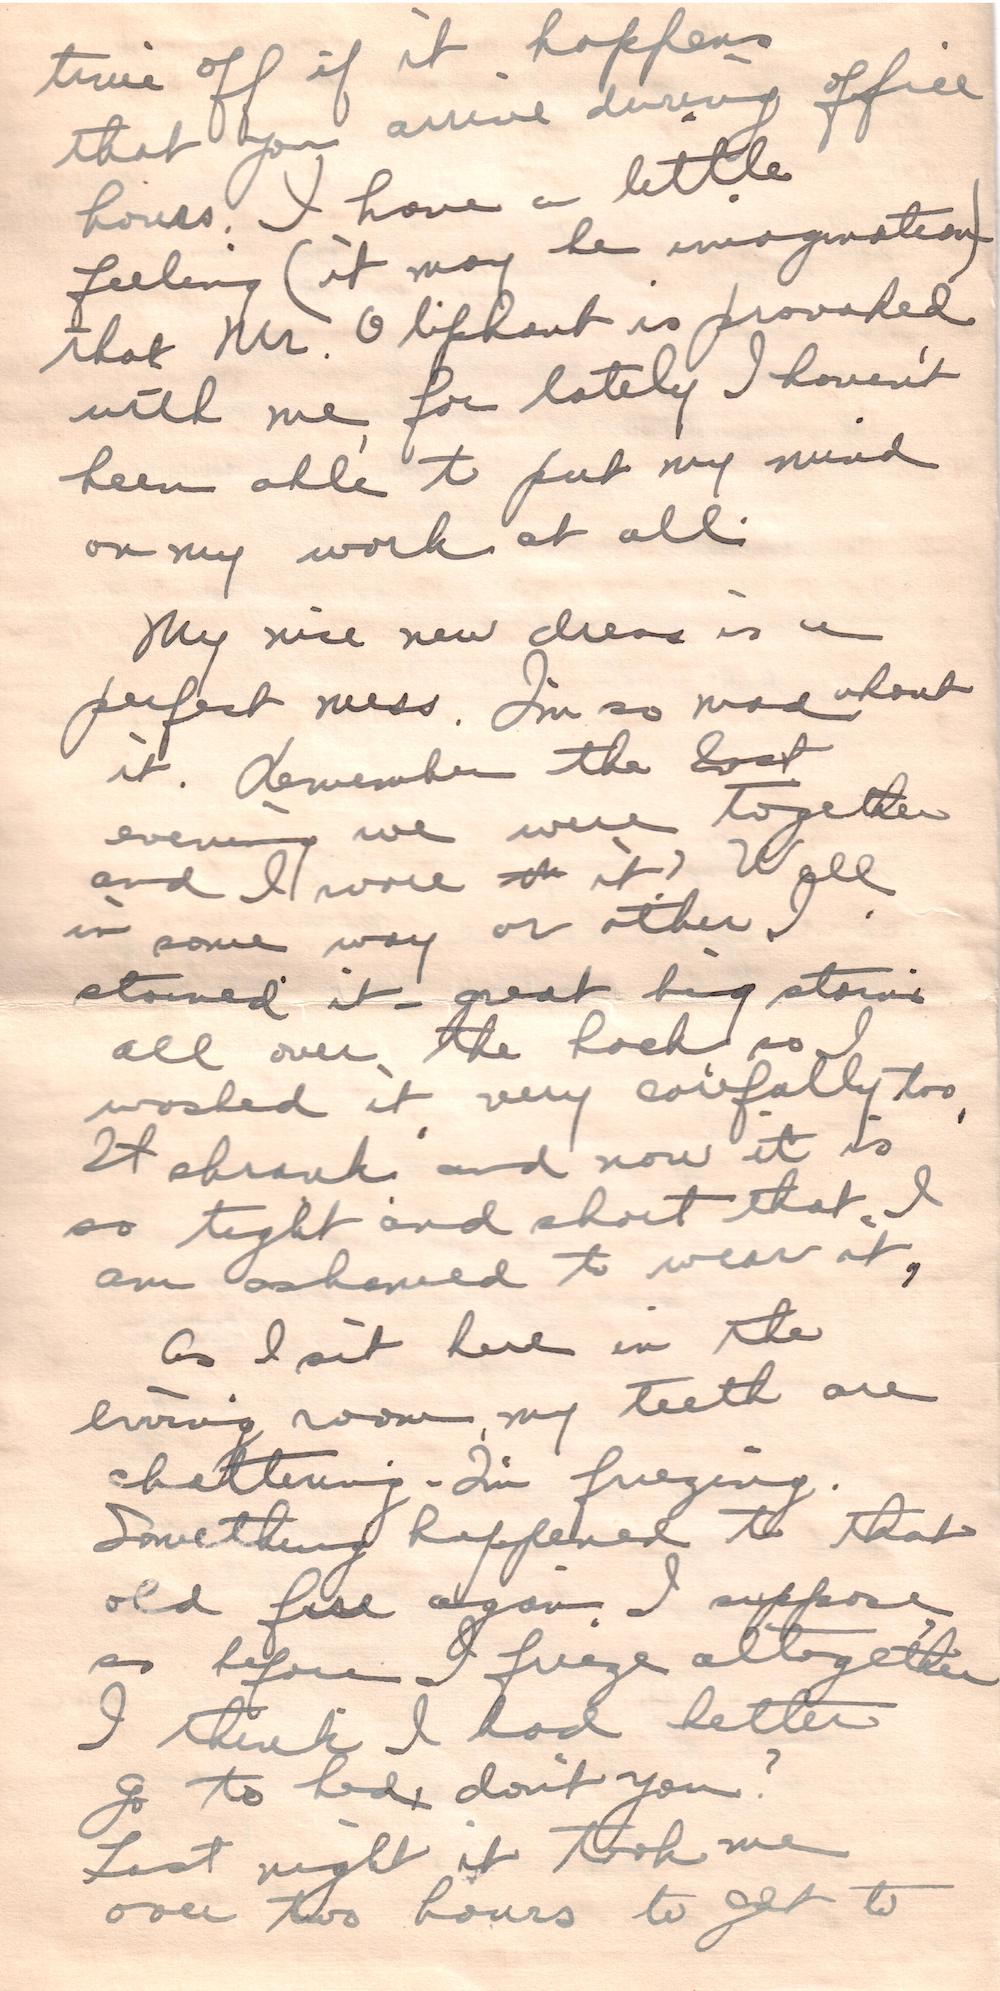 time off if it happens
that you arrive during office
hours. I have a little
feeling (it may be imagination)
that Mr. Oliphant is provoked
with me, for lately I haven't
been able to put my mind
on my work at all.
My nice new dress is a
perfect mess. I'm so mad about
it. Remember the last
evening we were together
and I wore it? Well
in some way or other I
stained it - great big stains
all over the back so I
washed it very carefully too.
It shrank and now it is
so tight and short that I
am ashamed to wear it.
As I sit here in the
living room, my teeth are
chattering - I'm freezing.
Something happened to that
old fire again I suppose,
so before I freeze altogether
I think I had better
go to bed, don't you?
Last night it took me
over two hours to get to